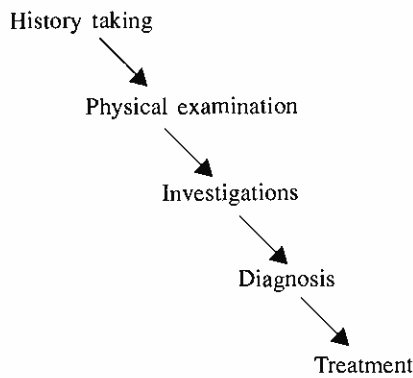 History taking
Physical examination
Investigations
Diagnosis
Treatment